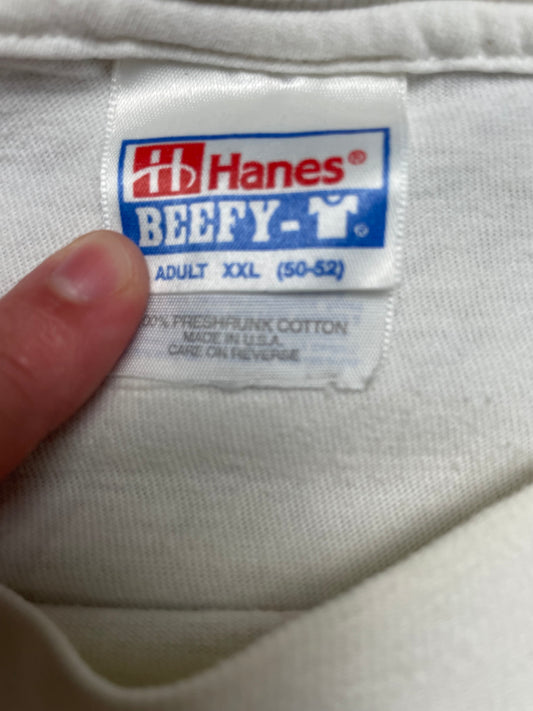 Hanes®
BEEFY-
ADULT XXL (50-52)
PRESHRUNK COTTON
MADE IN U.S.A.
CARE ON REVERSE